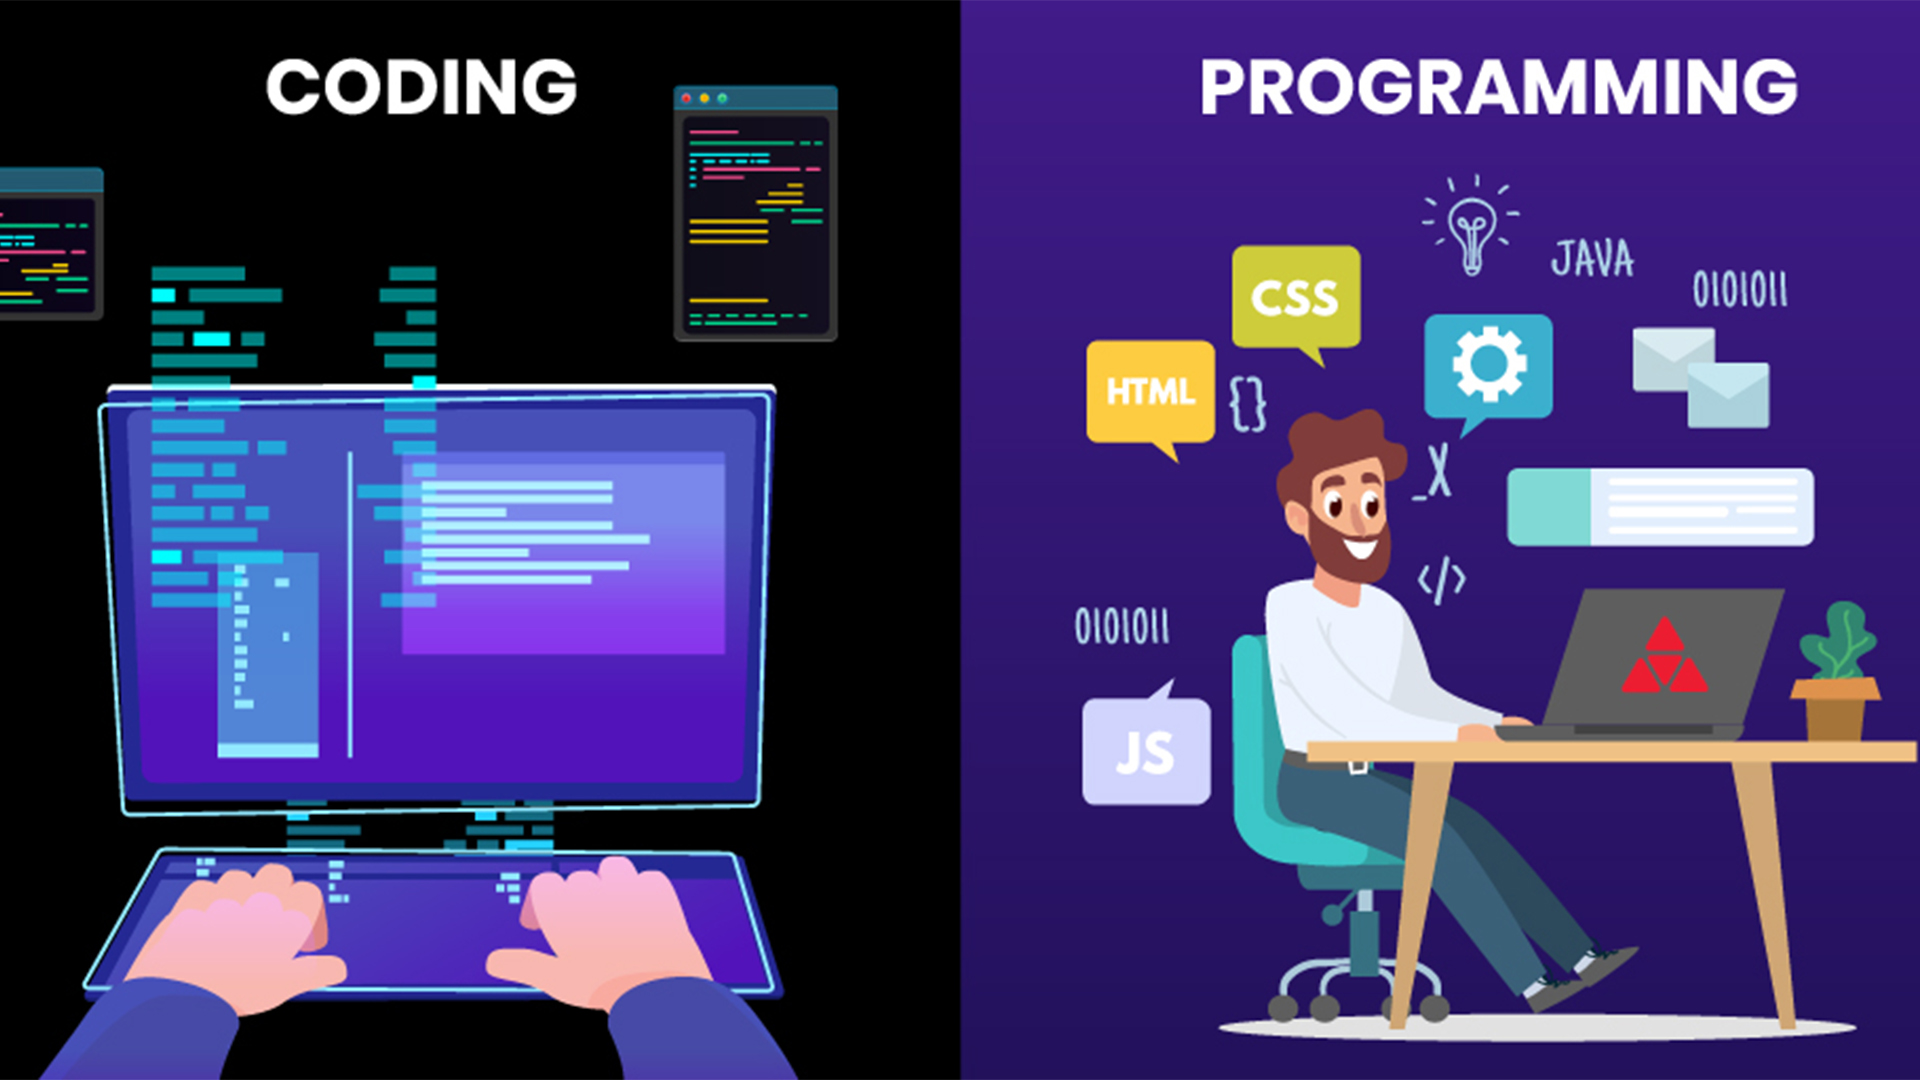 CODING
PROGRAMMING
JAVA
0101011
CSS
HTML
{}
_X
</>
0101011
JS